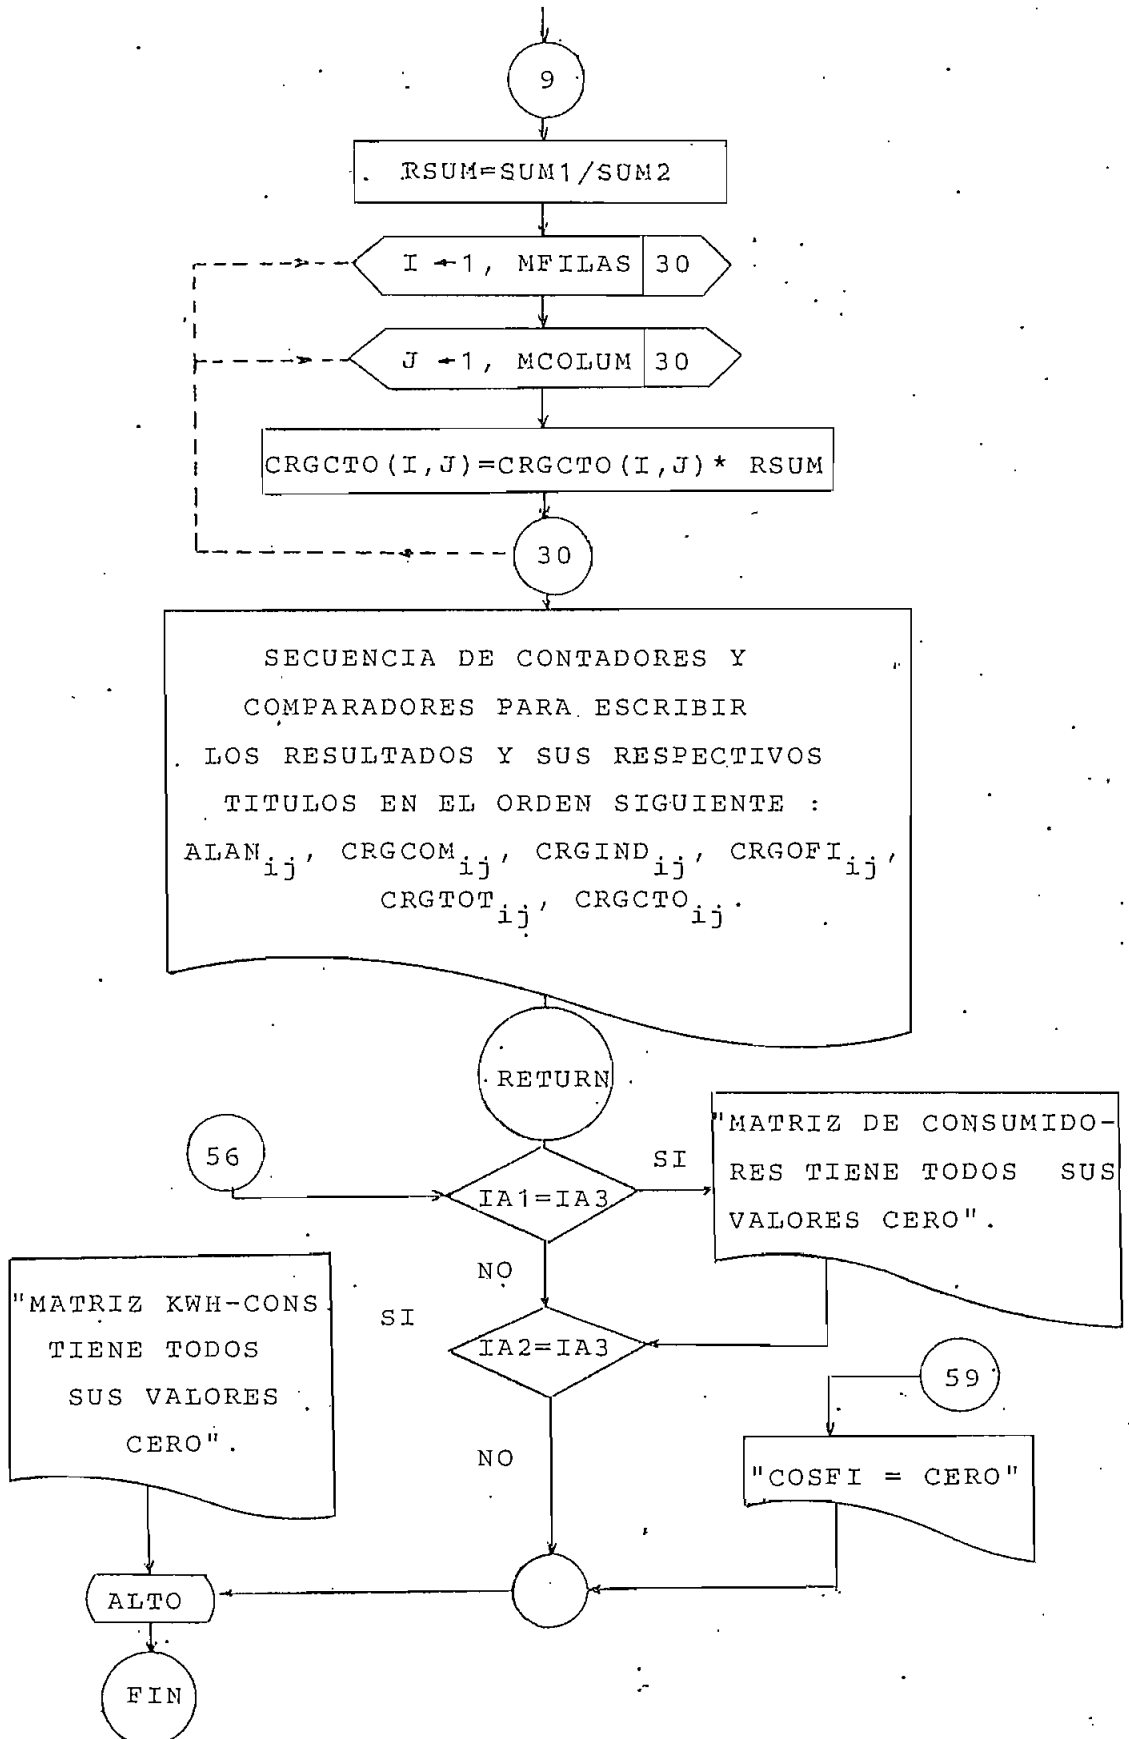 9
RSUM=SUM1/SUM2
I ←1, MFILAS 30
J ←1, MCOLUM 30
CRGCTO(I,J)=CRGCTO(I,J)* RSUM
30
SECUENCIA DE CONTADORES Y
COMPARADORES PARA ESCRIBIR
LOS RESULTADOS Y SUS RESPECTIVOS
TITULOS EN EL ORDEN SIGUIENTE :
ALANij, CRGCOMij, CRGINDij, CRGOFIij,
CRGTOTij, CRGCTOij.
RETURN
56
IA1=IA3
SI
"MATRIZ DE CONSUMIDO-
RES TIENE TODOS SUS
VALORES CERO".
NO
"MATRIZ KWH-CONS
TIENE TODOS
SUS VALORES
CERO".
SI
IA2=IA3
59
NO
"COSFI = CERO"
ALTO
FIN